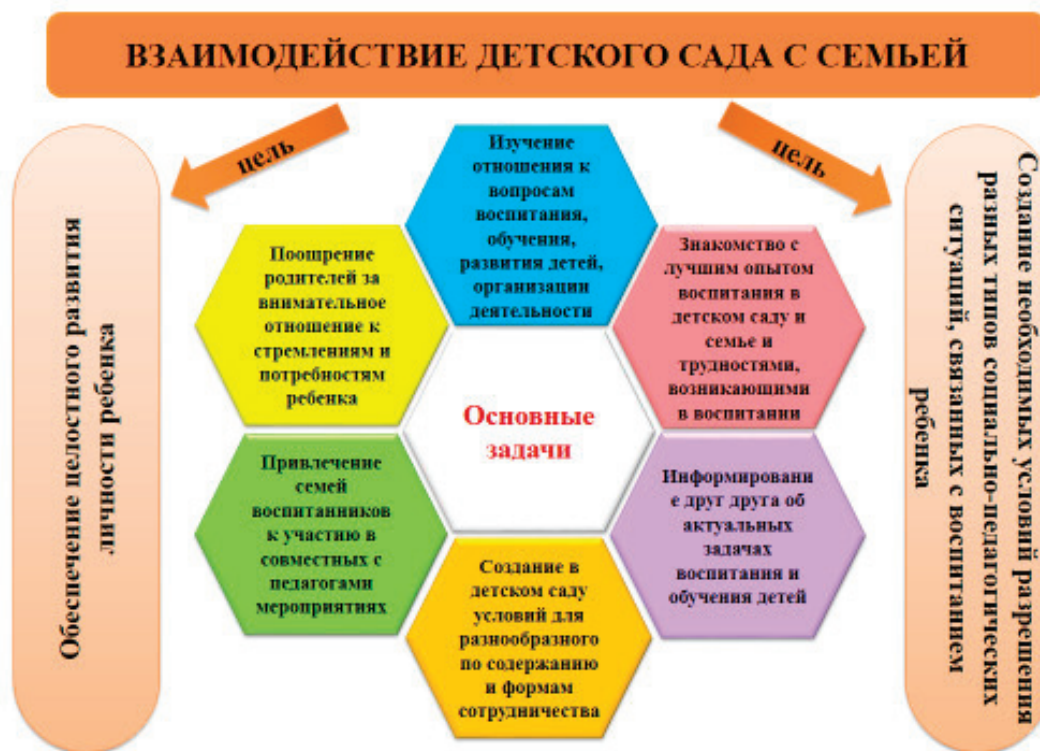 ВЗАИМОДЕЙСТВИЕ ДЕТСКОГО САДА С СЕМЬЕЙ
цель
цель
Обеспечение целостного развития
личности ребенка
Изучение
отношения к
вопросам
воспитания,
обучения,
развития детей,
организации
деятельности
Поощрение
родителей за
внимательное
отношение к
стремлениям и
потребностям
ребенка
Знакомство с
лучшим опытом
воспитания в
детском саду и
семье и
трудностями,
возникающими
в воспитании
Основные
задачи
Привлечение
семей
воспитанников
к участию в
совместных с
педагогами
мероприятиях
Информировани
е друг друга об
актуальных
задачах
воспитания и
обучения детей
Создание в
детском саду
условий для
разнообразного
по содержанию
и формам
сотрудничества
Создание необходимых условий разрешения
разных типов социально-педагогических
ситуаций, связанных с воспитанием
ребенка